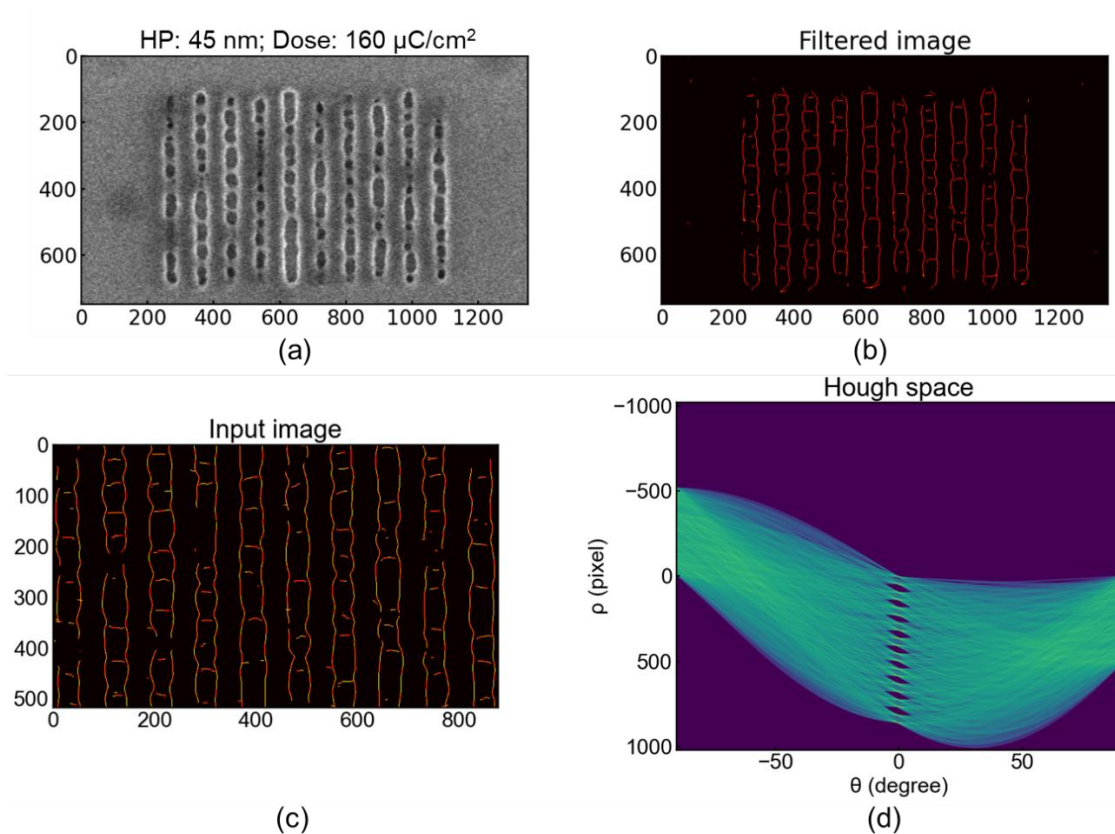 HP: 45 nm; Dose: 160 μC/cm²
0
200
400
600
0 200 400 600 800 1000 1200
(a)
Filtered image
0
200
400
600
0 200 400 600 800 1000 1200
(b)
Input image
0
100
200
300
400
500
0 200 400 600 800
(c)
Hough space
−1000
−500
0
500
1000
ρ (pixel)
−50 0 50
θ (degree)
(d)